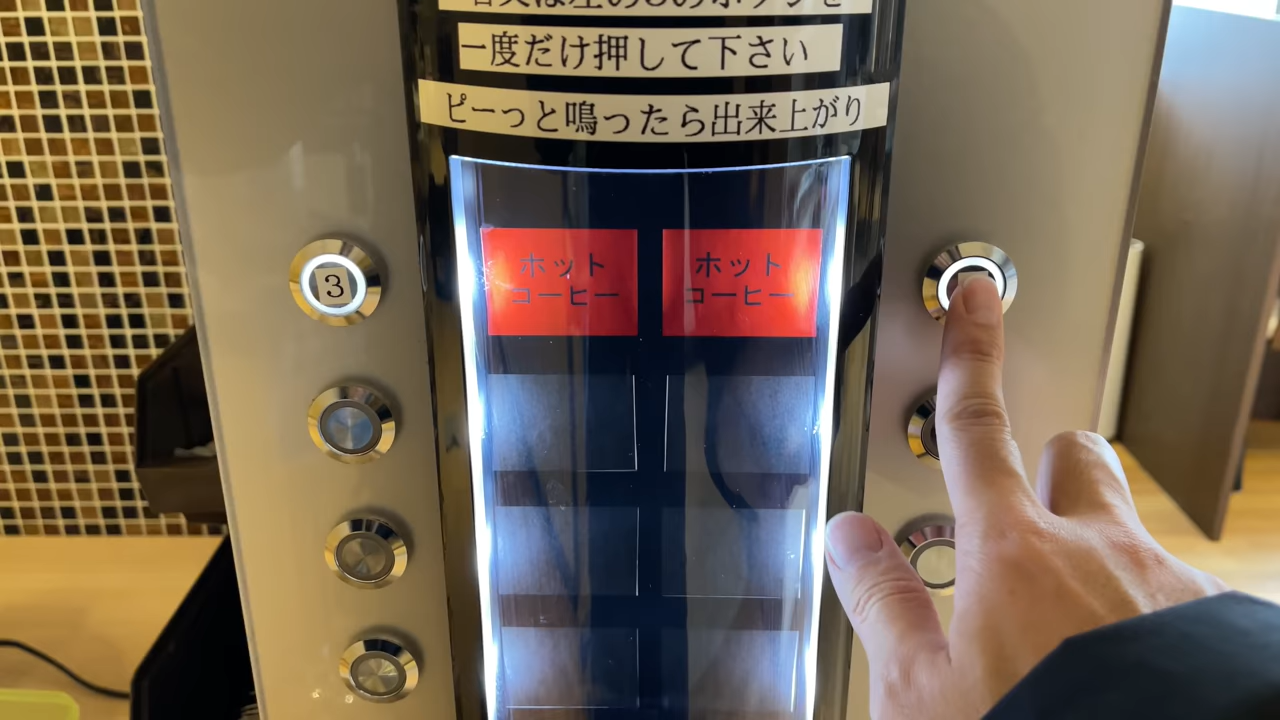 一度だけ押して下さい
ピーっと鳴ったら出来上がり
ホット
コーヒー
ホット
コーヒー
3